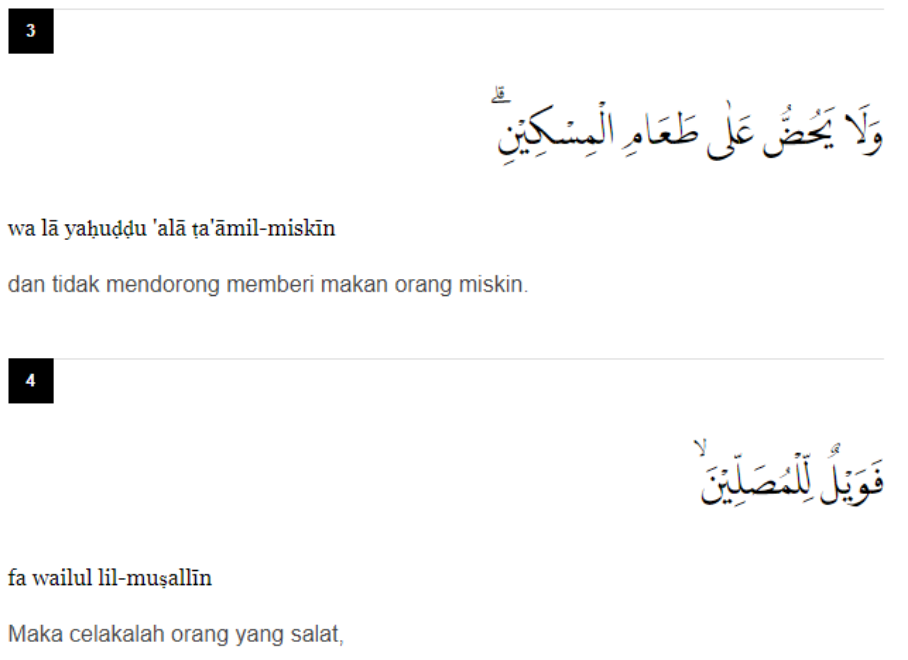 3
وَلَا يَحُضُّ عَلٰى طَعَامِ الْمِسْكِيْنِۗ
wa lā yaḥuḍḍu 'alā ṭa'āmil-miskīn
dan tidak mendorong memberi makan orang miskin.
4
فَوَيْلٌ لِّلْمُصَلِّيْنَۙ
fa wailul lil-muṣallīn
Maka celakalah orang yang salat,